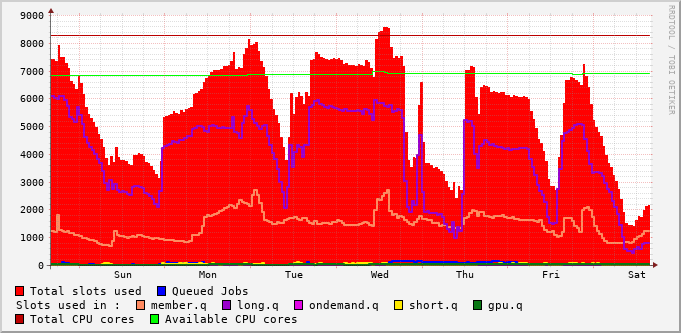 9000
8000
7000
6000
5000
4000
3000
2000
1000
0
Sun Mon Tue Wed Thu Fri Sat
RRDTOOL / TOBI OETIKER
Total slots used Queued Jobs
Slots used in : member.q long.q ondemand.q short.q gpu.q
Total CPU cores Available CPU cores